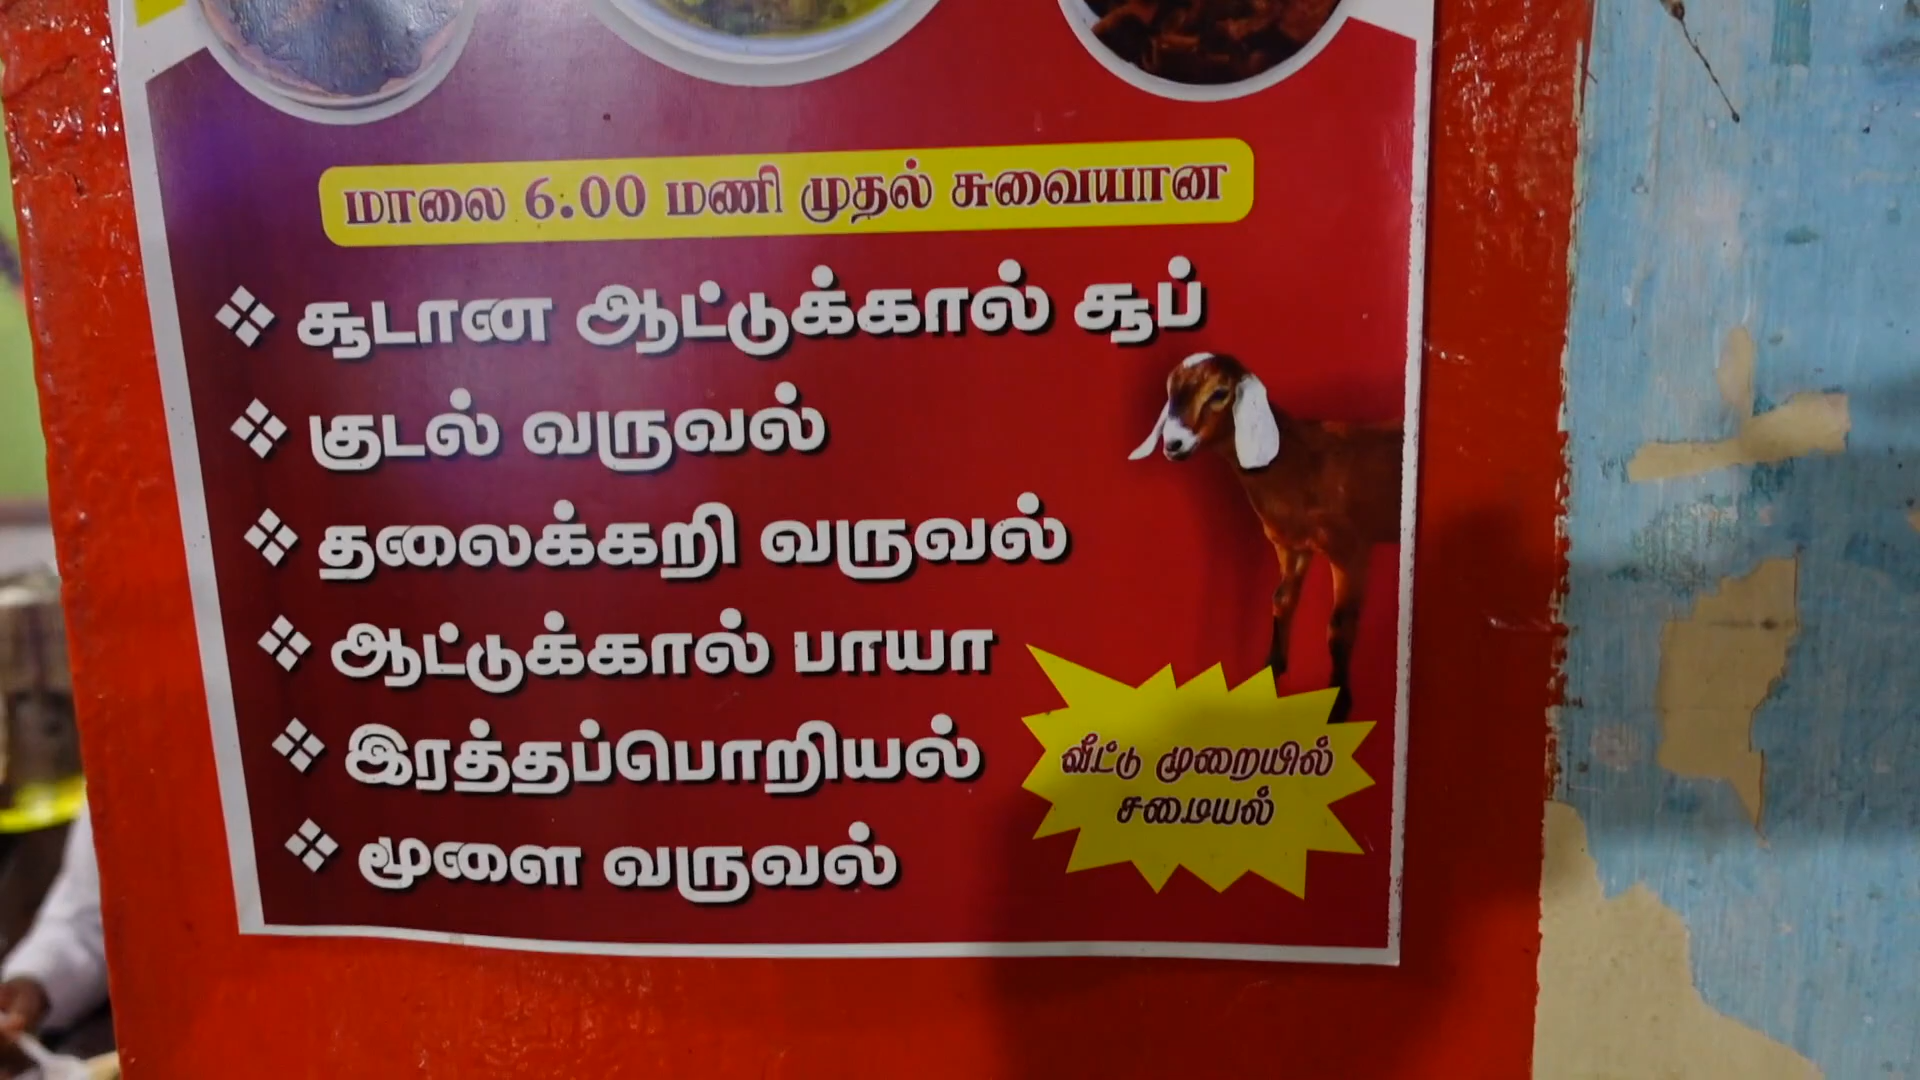 மாலை 6.00 மணி முதல் சுவையான
❖ சூடான ஆட்டுக்கால் சூப்
❖ குடல் வருவல்
❖ தலைக்கறி வருவல்
❖ ஆட்டுக்கால் பாயா
❖ இரத்தப்பொறியல்
❖ மூளை வருவல்
வீட்டு முறையில்
சமையல்